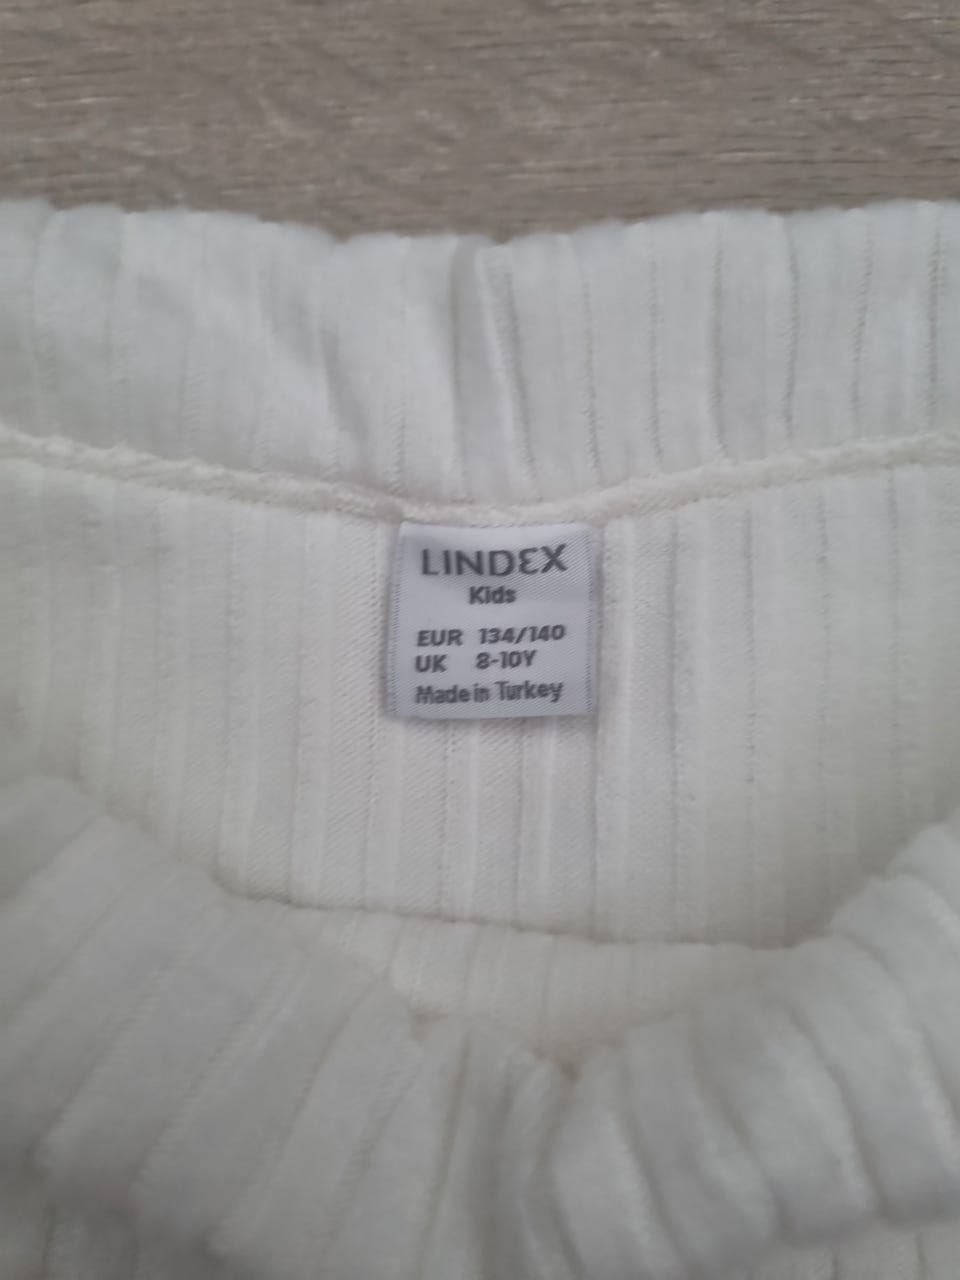 LINDEX
Kids
EUR 134/140
UK 8-10Y
Made in Turkey